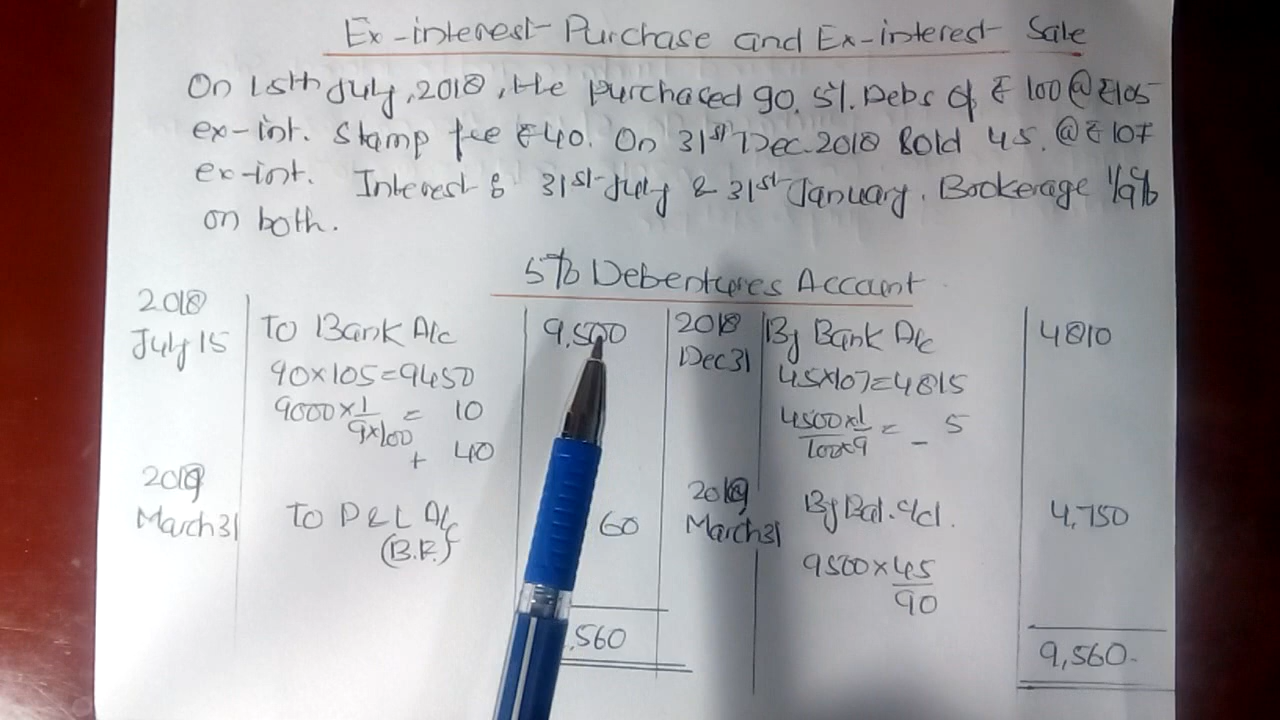 Ex-interest Purchase and Ex-interest Sale
On 15th July, 2018, He purchased 90. 5%. Debs of ₹ 100 @ ₹105
ex-int. Stamp fee ₹40. On 31st Dec. 2018 Sold 45. @ ₹107
ex-int. Interest : 31st July & 31st January. Brokerage 1/9%
on both.
5% Debentures Account
2018
July 15
To Bank A/c
9,500
90×105=9450
9000×1/9×100 = 10
+ 40
2019
March 31
To P&L A/c
60
(B.F.)
,560
2018
Dec 31
By Bank A/c
4810
45×107=4815
4500×1/100×9 = - 5
2019
March 31
By Bal. c/d.
4,750
9500×45/90
9,560.